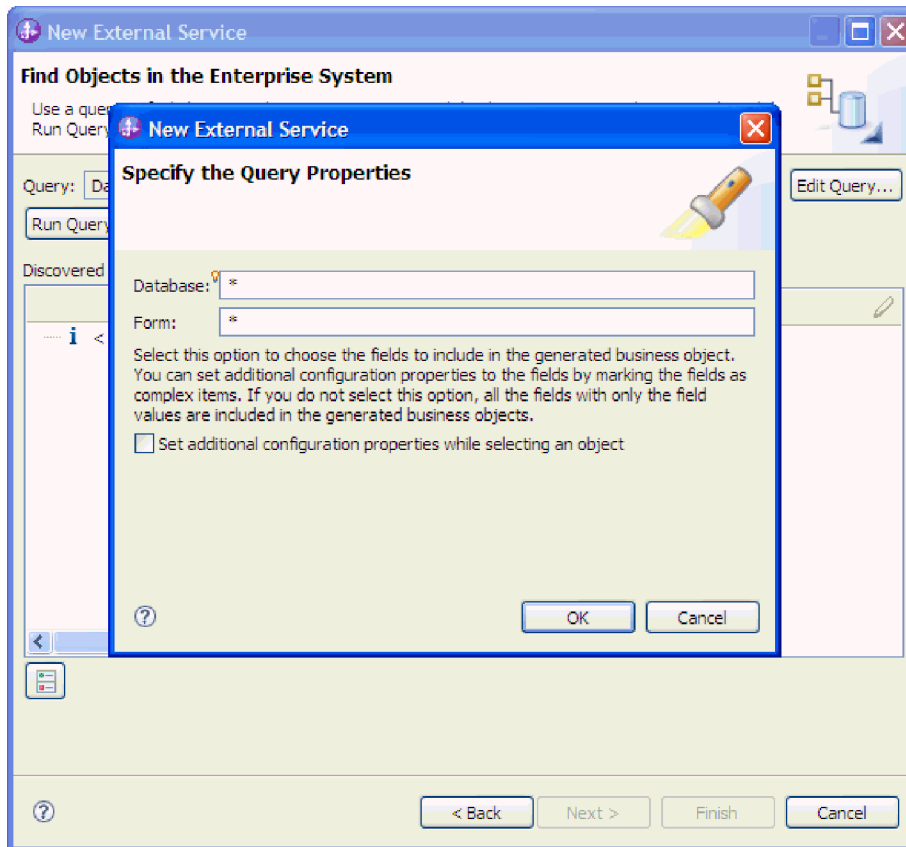 New External Service
Find Objects in the Enterprise System
Use a
Run Query
New External Service
Specify the Query Properties
Query:
Edit Query...
Run Query
Discovered
Database: *
Form: *
Select this option to choose the fields to include in the generated business object.
You can set additional configuration properties to the fields by marking the fields as
complex items. If you do not select this option, all the fields with only the field
values are included in the generated business objects.
Set additional configuration properties while selecting an object
i <
OK
Cancel
< Back
Next >
Finish
Cancel